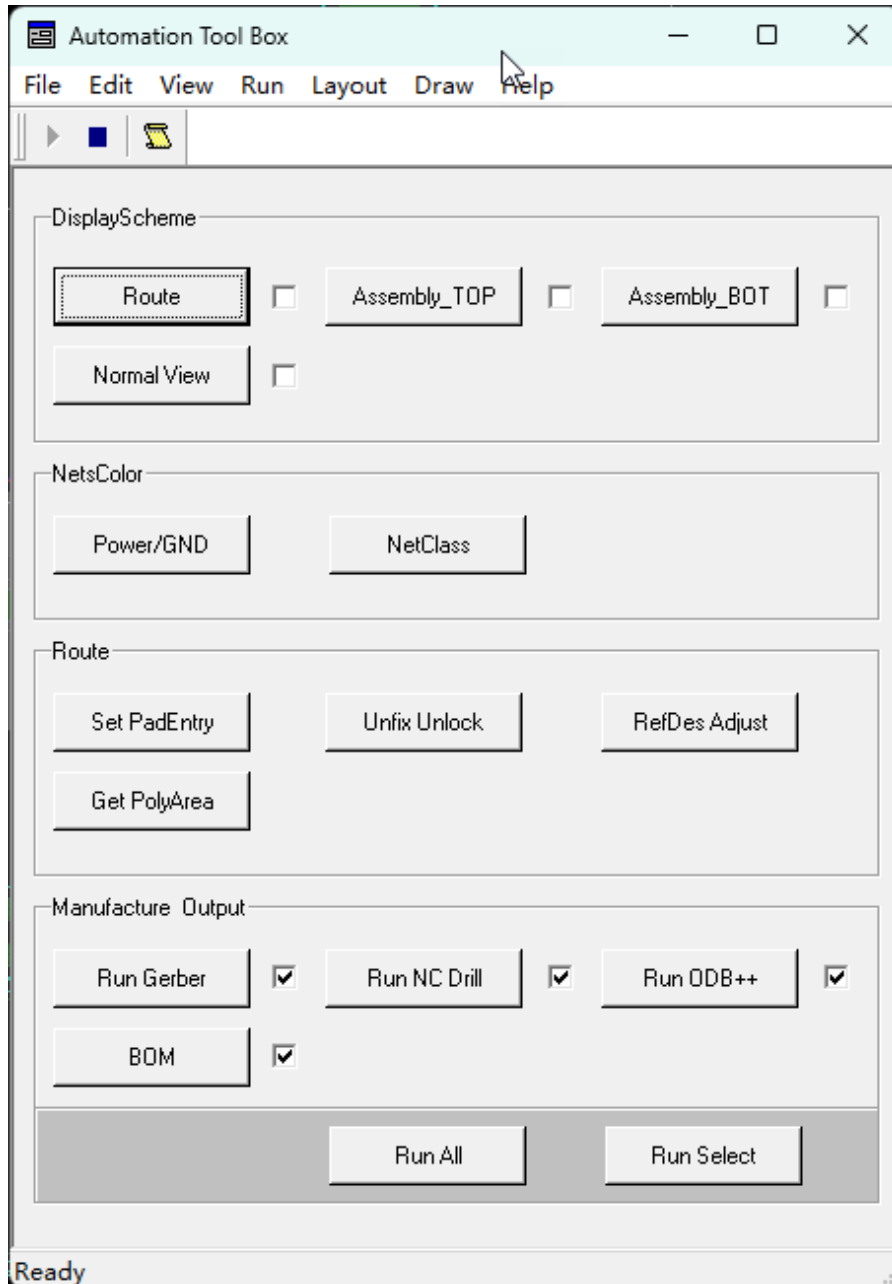 Automation Tool Box
File Edit View Run Layout Draw Help
DisplayScheme
Route Assembly_TOP Assembly_BOT
Normal View
NetsColor
Power/GND NetClass
Route
Set PadEntry Unfix Unlock RefDes Adjust
Get PolyArea
Manufacture Output
Run Gerber Run NC Drill Run ODB++
BOM
Run All Run Select
Ready